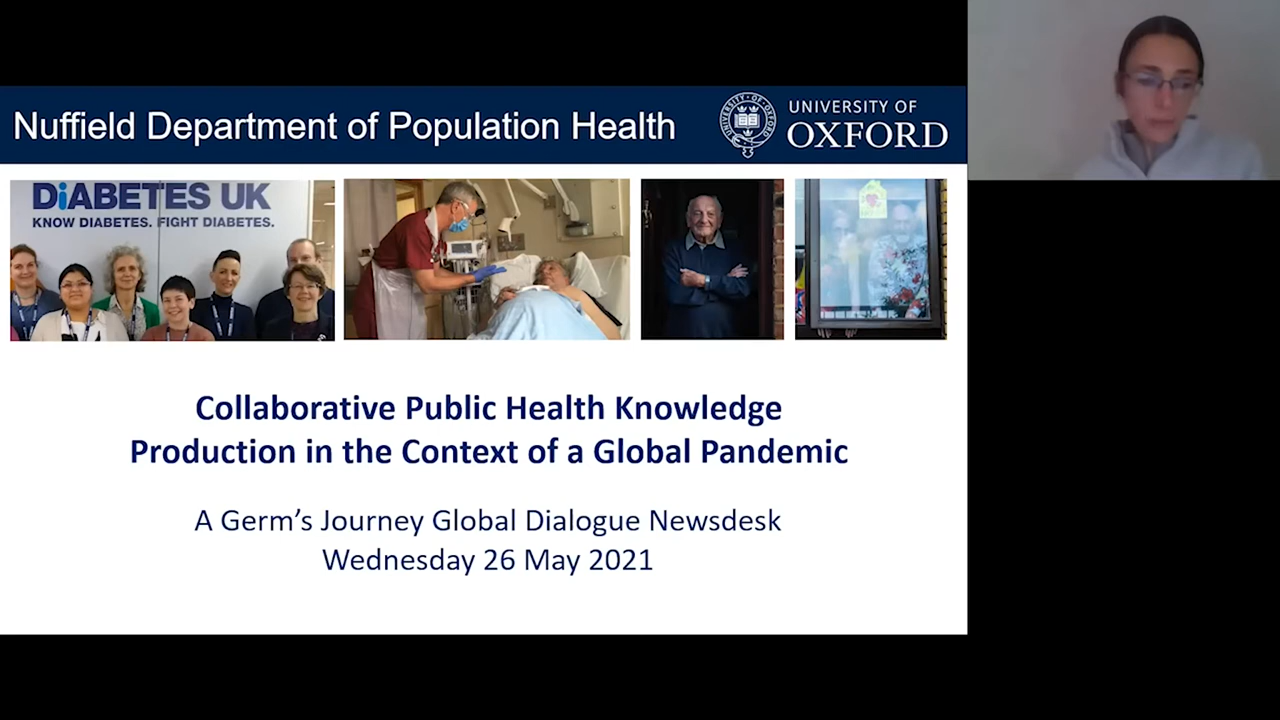 Nuffield Department of Population Health
UNIVERSITY OF
OXFORD
DiABETES UK
KNOW DIABETES. FIGHT DIABETES.
Collaborative Public Health Knowledge
Production in the Context of a Global Pandemic
A Germ's Journey Global Dialogue Newsdesk
Wednesday 26 May 2021